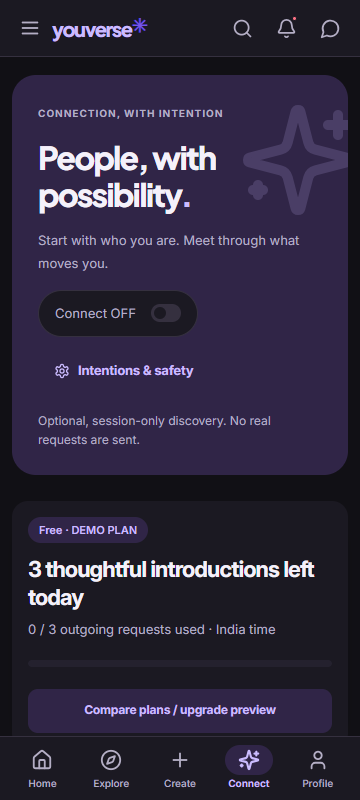 youverse
CONNECTION, WITH INTENTION
People, with
possibility.
Start with who you are. Meet through what
moves you.
Connect OFF
Intentions & safety
Optional, session-only discovery. No real
requests are sent.
Free · DEMO PLAN
3 thoughtful introductions left
today
0 / 3 outgoing requests used · India time
Compare plans / upgrade preview
Home
Explore
Create
Connect
Profile